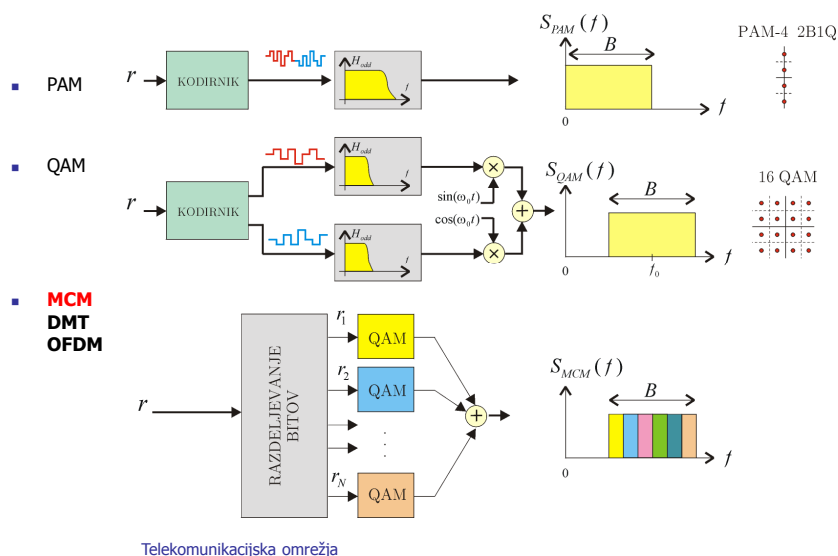 PAM
r
KODIRNIK
H_odd
f
S_PAM(f)
B
0
f
PAM-4 2B1Q
QAM
r
KODIRNIK
H_odd
f
H_odd
f
sin(ω₀t)
cos(ω₀t)
×
×
+
S_QAM(f)
B
0
f₀
f
16 QAM
MCM
DMT
OFDM
r
RAZDELJEVANJE
BITOV
r₁
QAM
r₂
QAM
r_N
QAM
+
S_MCM(f)
B
0
f
Telekomunikacijska omrežja